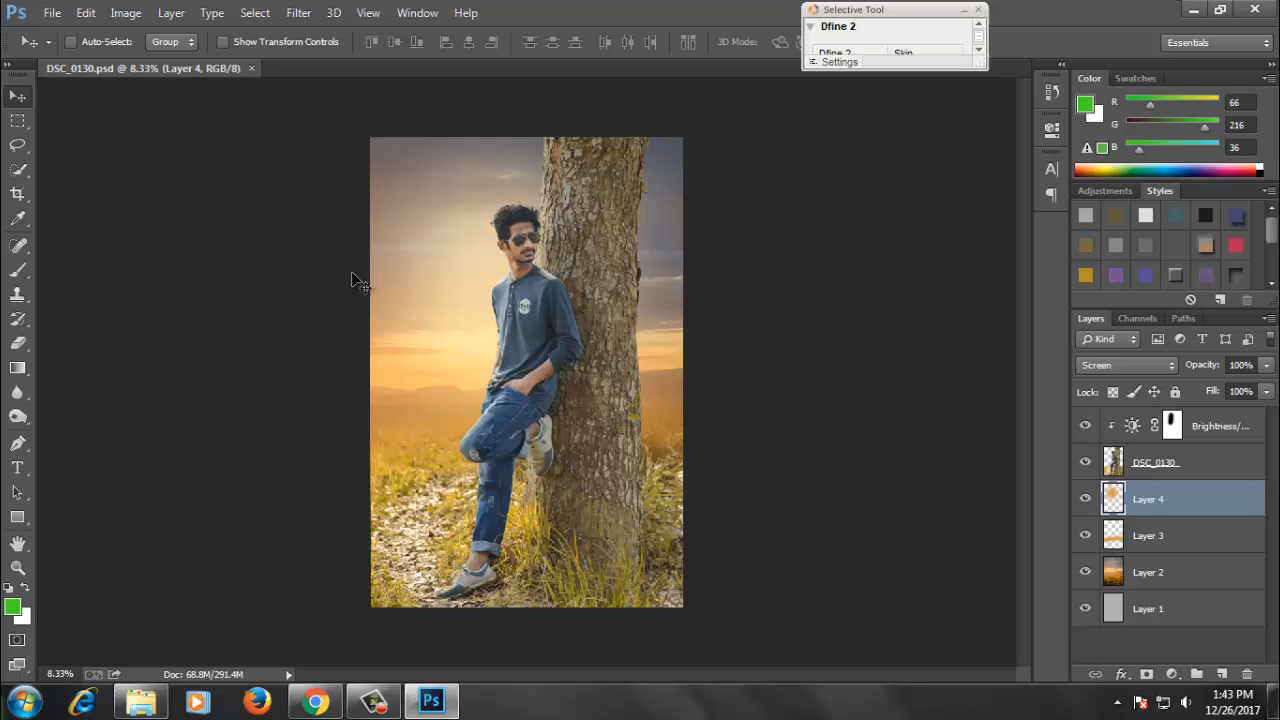 Ps File Edit Image Layer Type Select Filter 3D View Window Help
Selective Tool
Dfine 2
Dfine 2 Skin
Settings
Auto-Select: Group Show Transform Controls 3D Mode: Essentials
DSC_0130.psd @ 8.33% (Layer 4, RGB/8) ×
Color Swatches
R 66
G 216
B 36
Adjustments Styles
Layers Channels Paths
Kind
Screen Opacity: 100%
Lock: Fill: 100%
Brightness/...
DSC_0130
Layer 4
Layer 3
Layer 2
Layer 1
8.33% Doc: 68.8M/291.4M
Ps
1:43 PM
12/26/2017